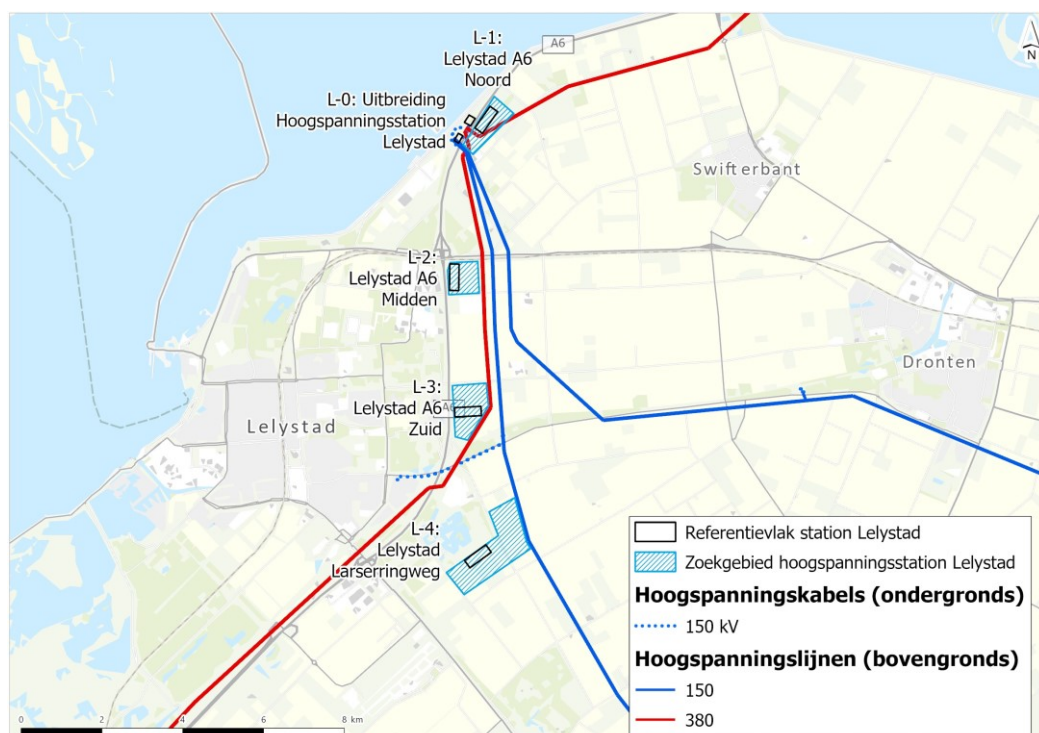 L-1:
Lelystad A6
Noord
A6
N
L-0: Uitbreiding
Hoogspanningsstation
Lelystad
Swifterbant
L-2:
Lelystad A6
Midden
Dronten
L-3:
Lelystad A6
Zuid
A6
Lelystad
L-4:
Lelystad
Larserringweg
Referentievlak station Lelystad
Zoekgebied hoogspanningsstation Lelystad
Hoogspanningskabels (ondergronds)
150 kV
Hoogspanningslijnen (bovengronds)
150
380
0 2 4 6 8 km